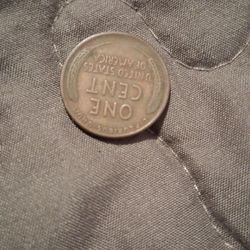 ONE
CENT
UNITED STATES
OF AMERICA